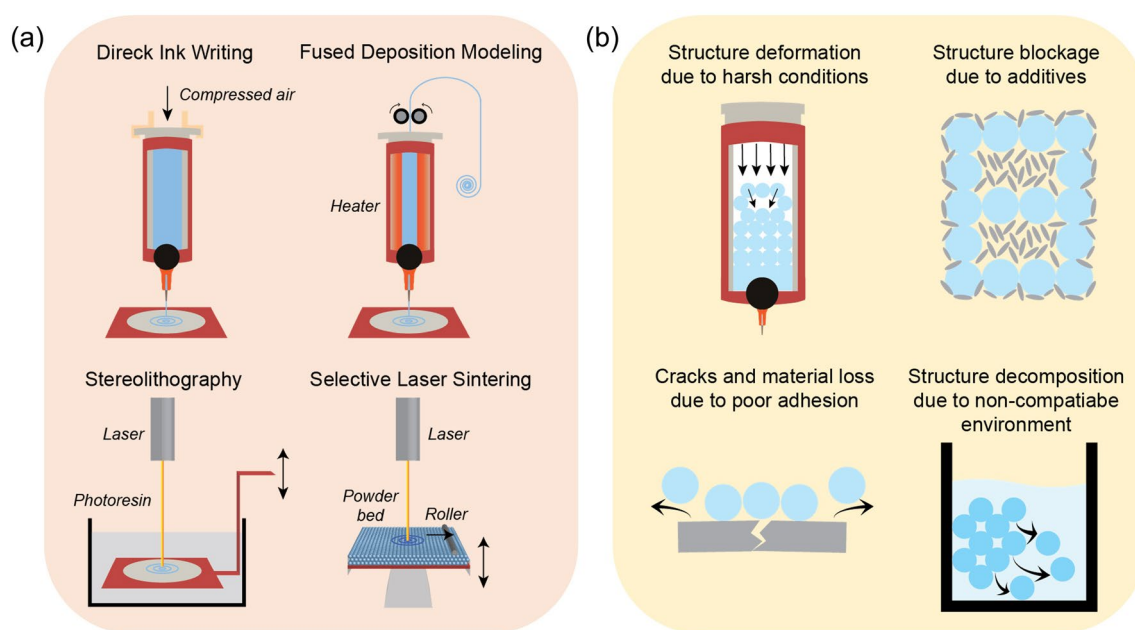 (a)
Direck Ink Writing
Compressed air
Fused Deposition Modeling
Heater
Stereolithography
Laser
Photoresin
Selective Laser Sintering
Laser
Powder
bed
Roller
(b)
Structure deformation
due to harsh conditions
Structure blockage
due to additives
Cracks and material loss
due to poor adhesion
Structure decomposition
due to non-compatiabe
environment